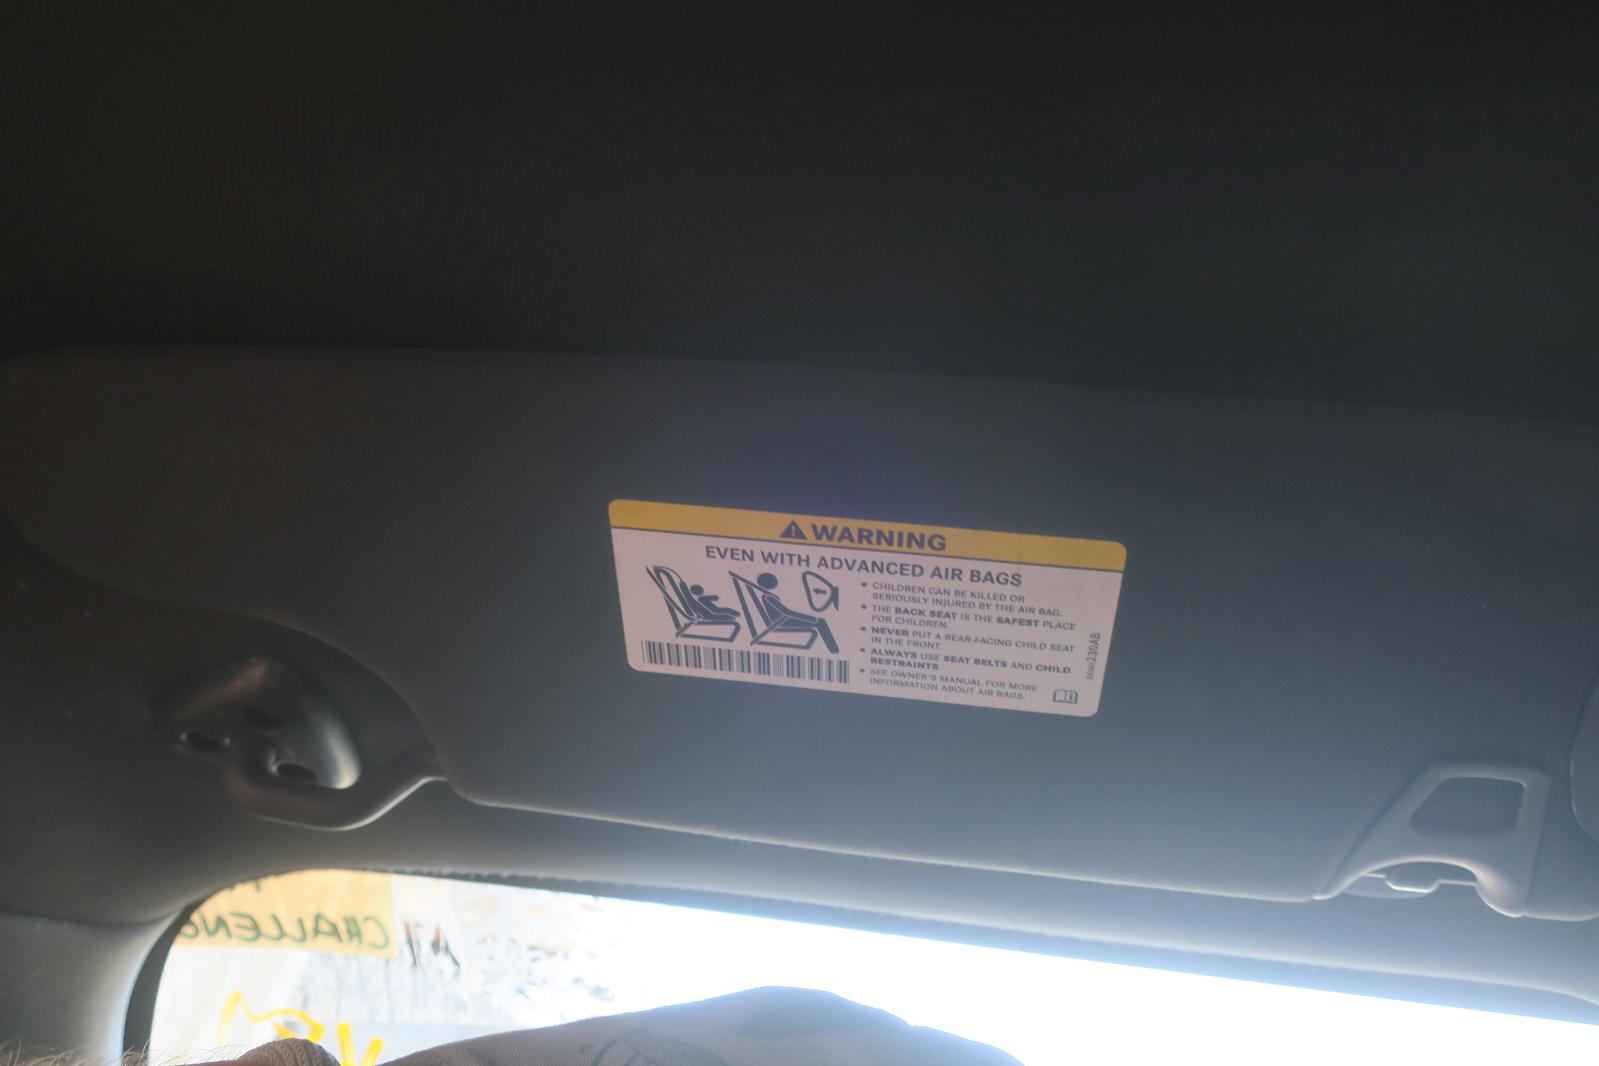 WARNING
EVEN WITH ADVANCED AIR BAGS
• CHILDREN CAN BE KILLED OR
SERIOUSLY INJURED BY THE AIR BAG.
• THE BACK SEAT IS THE SAFEST PLACE
FOR CHILDREN.
• NEVER PUT A REAR-FACING CHILD SEAT
IN THE FRONT.
• ALWAYS USE SEAT BELTS AND CHILD
RESTRAINTS.
• SEE OWNER'S MANUAL FOR MORE
INFORMATION ABOUT AIR BAGS.
230AB